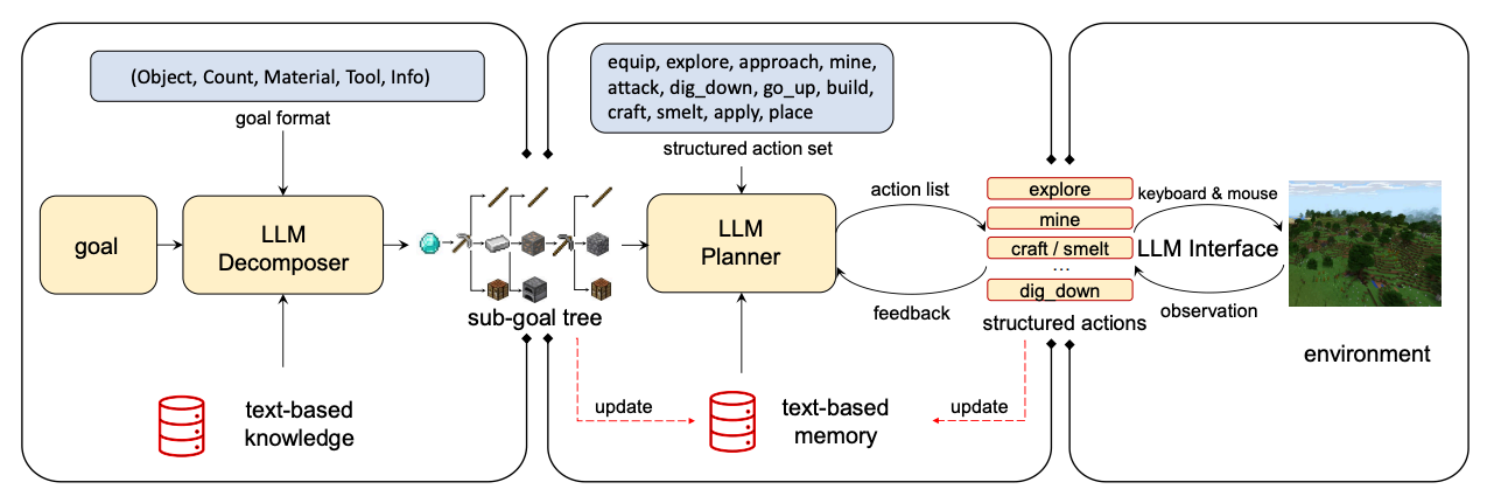 (Object, Count, Material, Tool, Info)
goal format
goal
LLM
Decomposer
text-based
knowledge
sub-goal tree
equip, explore, approach, mine,
attack, dig_down, go_up, build,
craft, smelt, apply, place
structured action set
LLM
Planner
update
text-based
memory
update
action list
feedback
explore
mine
craft / smelt
...
dig_down
structured actions
keyboard & mouse
LLM Interface
observation
environment